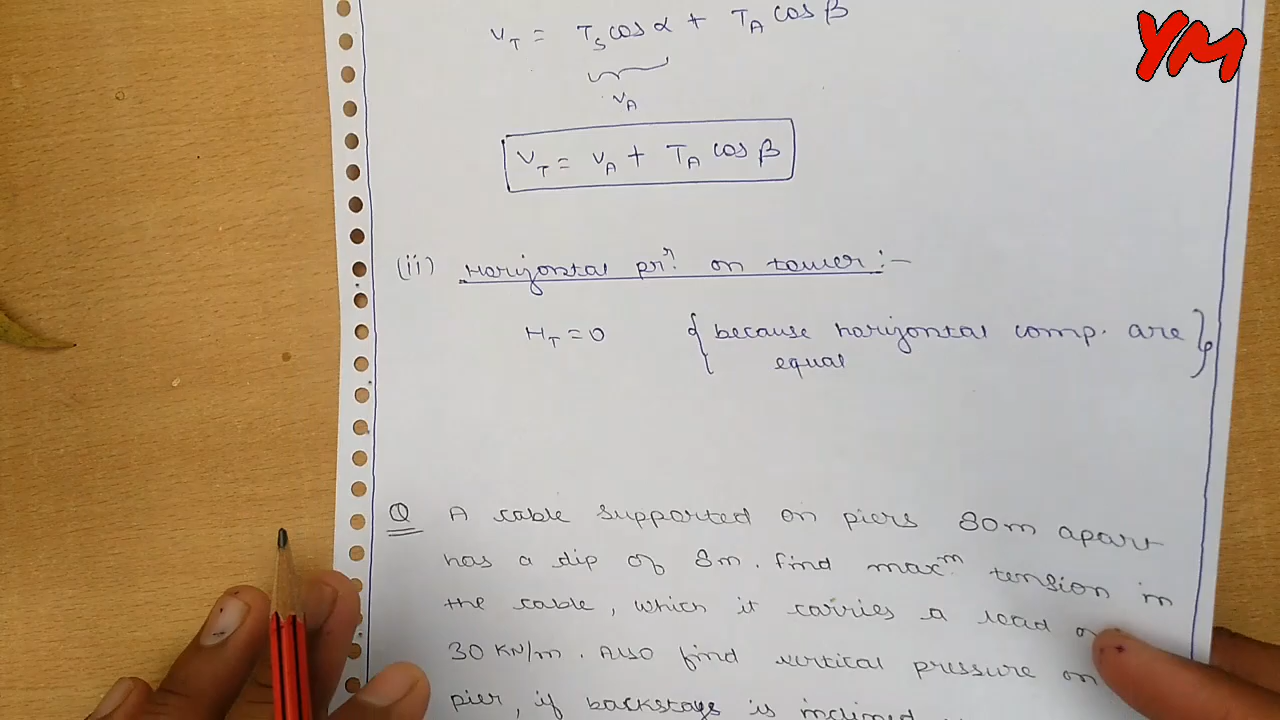 YM
V_T = T_S cos α + T_A cos β
V_A
V_T = V_A + T_A cos β
(ii) Horizontal prⁿ. on tower :-
H_T = 0 { because horizontal comp. are
equal }
Q A cable supported on piers 80m apart
has a dip of 8m. find maxᵐ. tension in
the cable, which it carries a load
30 KN/m. Also find vertical pressure on
pier, if backstays is inclined